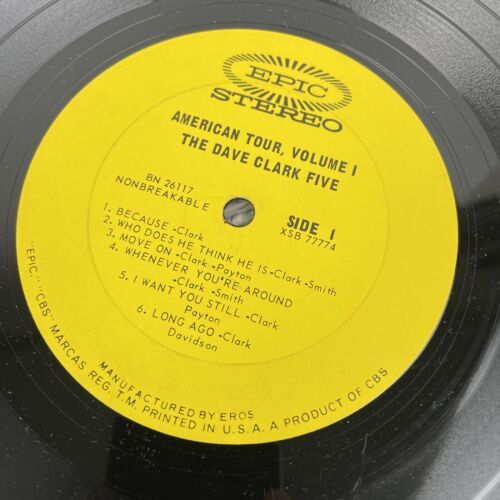 EPIC
STEREO
AMERICAN TOUR, VOLUME I
THE DAVE CLARK FIVE
BN 26117
NONBREAKABLE
SIDE I
XSB 77774
1. BECAUSE -Clark
2. WHO DOES HE THINK HE IS -Clark -Smith
3. MOVE ON -Clark -Payton
4. WHENEVER YOU'RE AROUND
-Clark -Smith
5. I WANT YOU STILL -Clark
Payton
6. LONG AGO -Clark
Davidson
MANUFACTURED BY EROS
"EPIC," "CBS" MARCAS REG. T.M. PRINTED IN U.S.A. A PRODUCT OF CBS